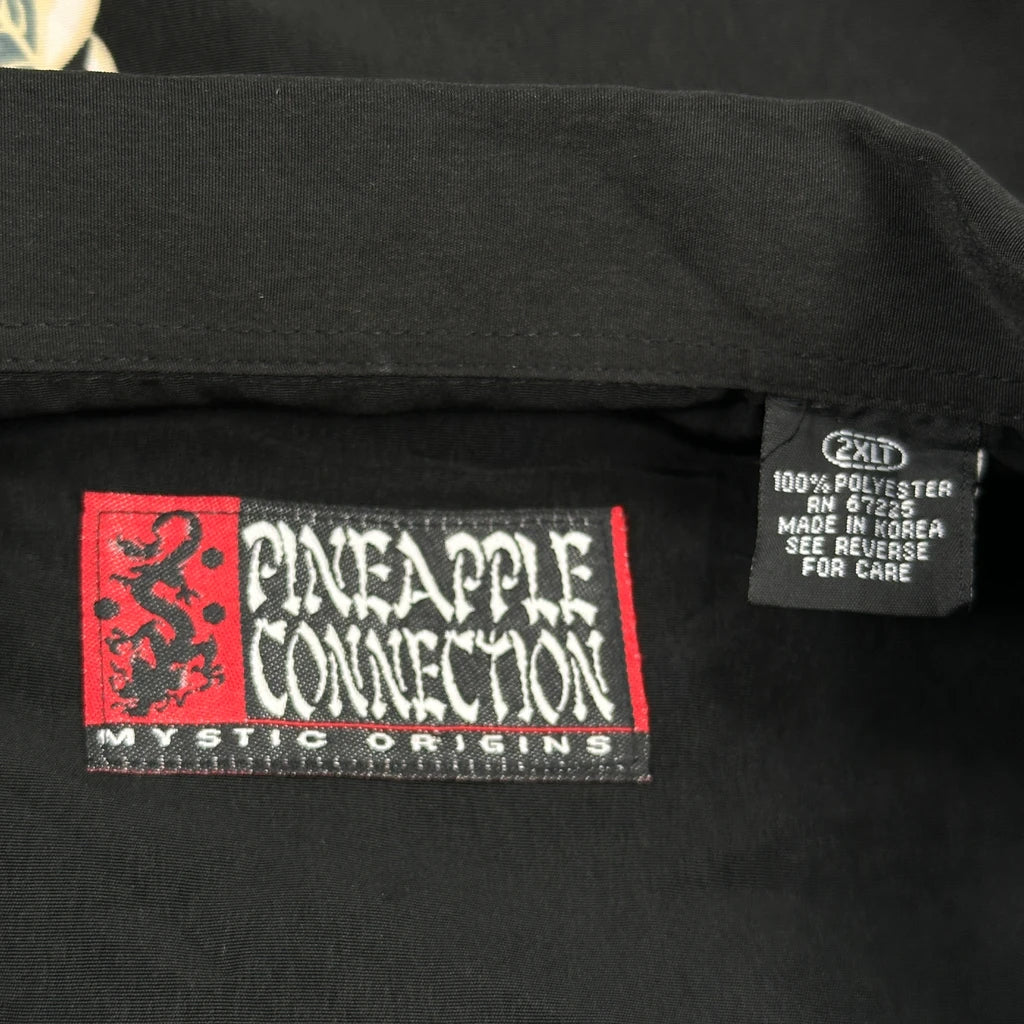 PINEAPPLE
CONNECTION
MYSTIC ORIGINS
2XLT
100% POLYESTER
RN 67225
MADE IN KOREA
SEE REVERSE
FOR CARE